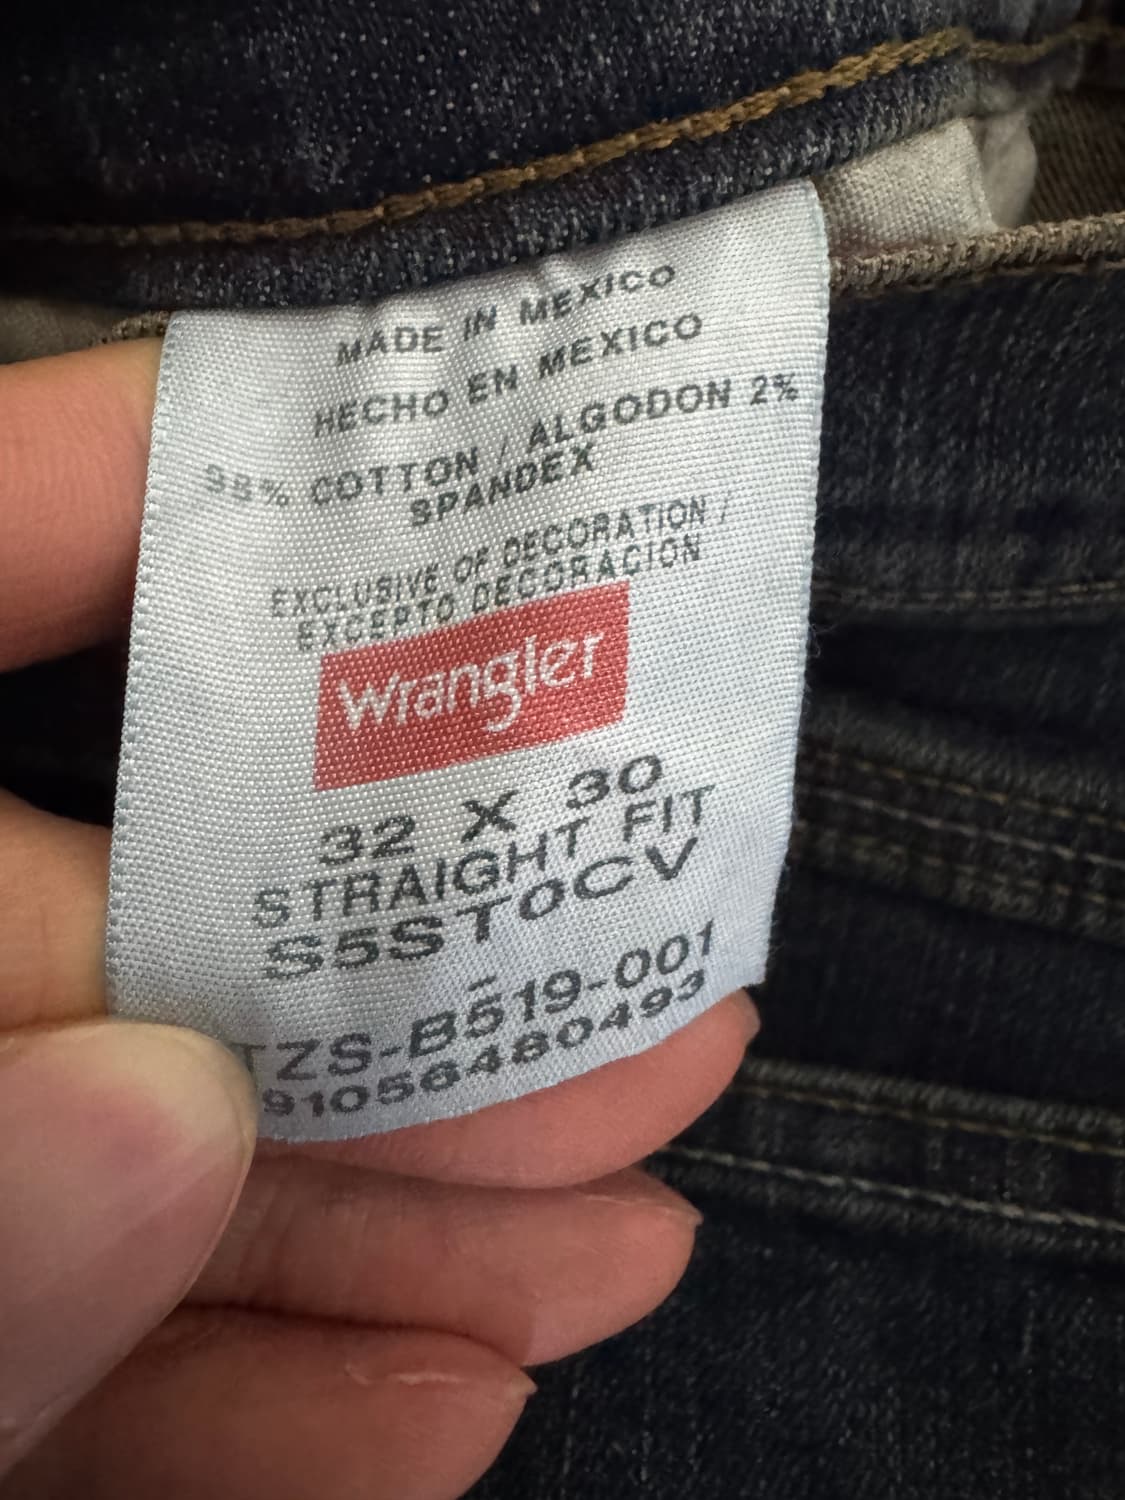 MADE IN MEXICO
HECHO EN MEXICO
98% COTTON / ALGODON 2%
SPANDEX
EXCLUSIVE OF DECORATION /
EXCEPTO DECORACION
Wrangler
32 X 30
STRAIGHT FIT
S5ST0CV
-
TZS-B519-001
91056480493